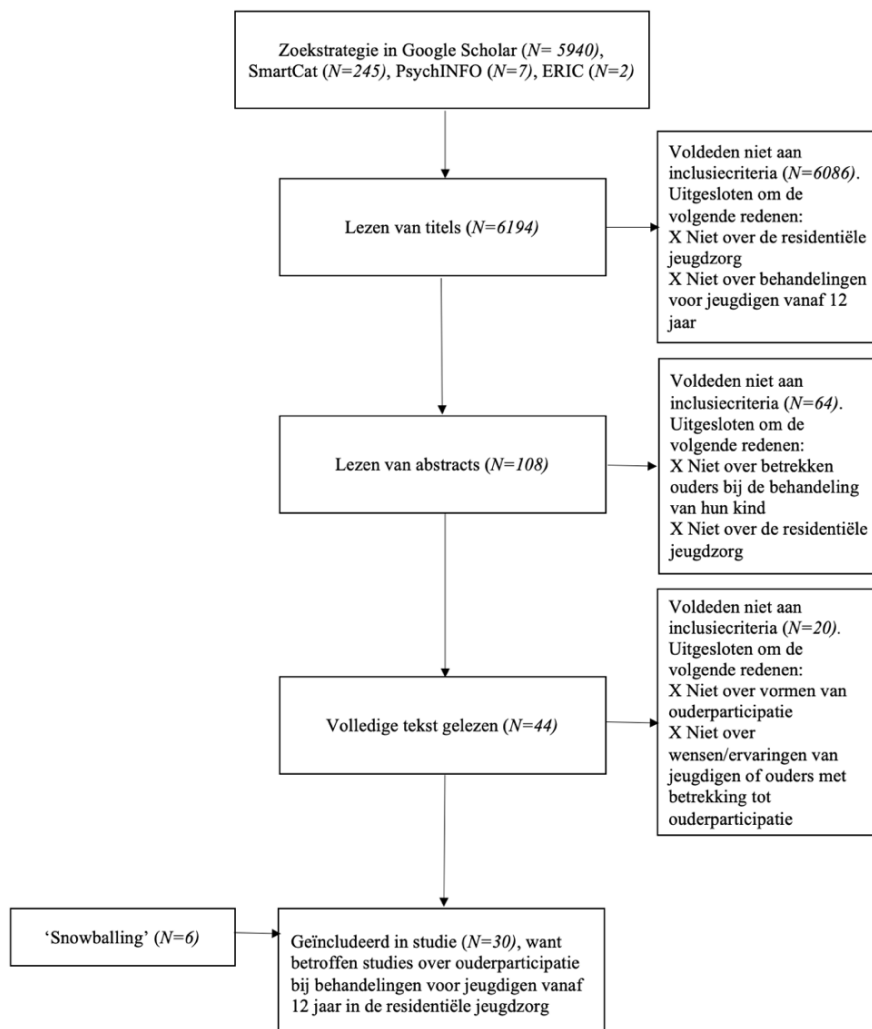 Zoekstrategie in Google Scholar (N= 5940),
SmartCat (N=245), PsychINFO (N=7), ERIC (N=2)
Voldeden niet aan
inclusiecriteria (N=6086).
Uitgesloten om de
volgende redenen:
X Niet over de residentiële
jeugdzorg
X Niet over behandelingen
voor jeugdigen vanaf 12
jaar
Lezen van titels (N=6194)
Voldeden niet aan
inclusiecriteria (N=64).
Uitgesloten om de
volgende redenen:
X Niet over betrekken
ouders bij de behandeling
van hun kind
X Niet over de residentiële
jeugdzorg
Lezen van abstracts (N=108)
Voldeden niet aan
inclusiecriteria (N=20).
Uitgesloten om de
volgende redenen:
X Niet over vormen van
ouderparticipatie
X Niet over
wensen/ervaringen van
jeugdigen of ouders met
betrekking tot
ouderparticipatie
Volledige tekst gelezen (N=44)
‘Snowballing’ (N=6)
Geïncludeerd in studie (N=30), want
betroffen studies over ouderparticipatie
bij behandelingen voor jeugdigen vanaf
12 jaar in de residentiële jeugdzorg